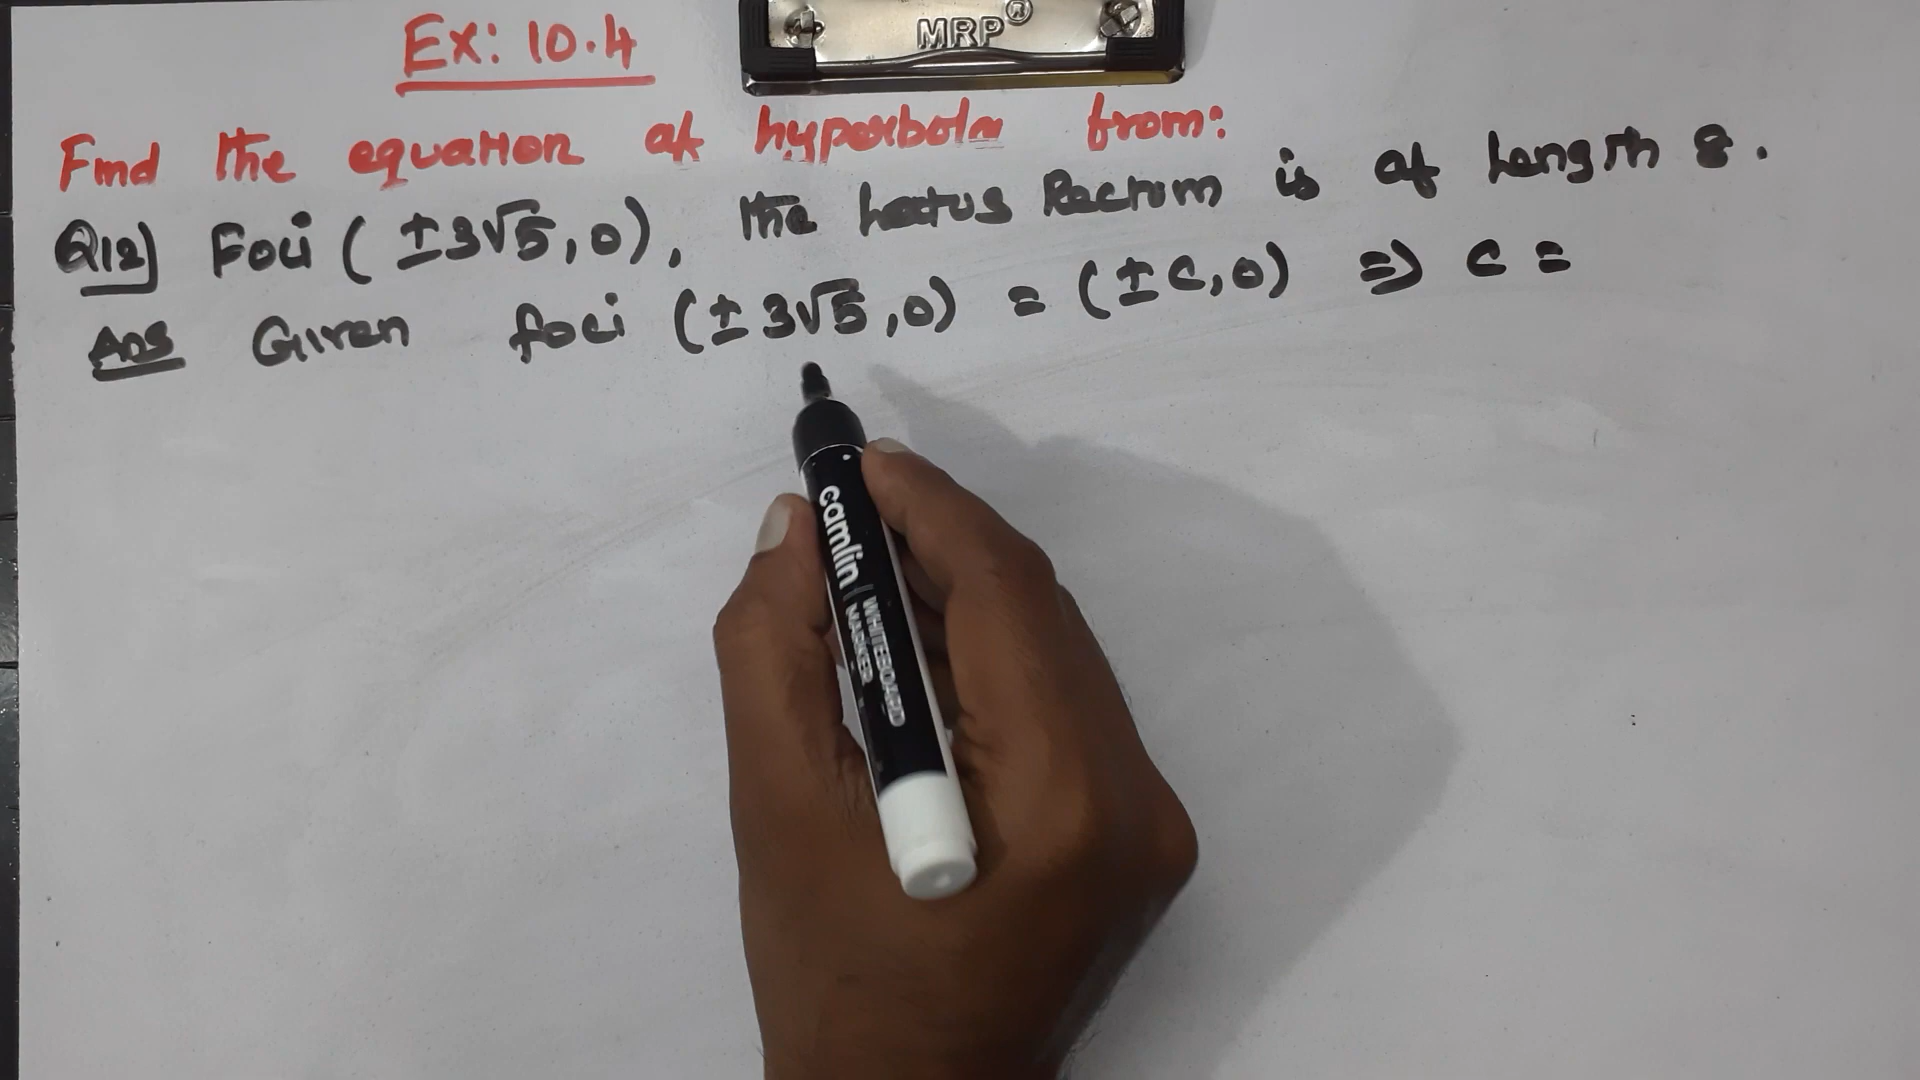 MRP®
Ex: 10.4
Find the equation of hyperbola from:
Q12] Foci (±3√5,0), the Latus Rectum is of Length 8.
Ans Given foci (±3√5,0) = (±c,0) ⇒ c =
camlin
WHITEBOARD
MARKER